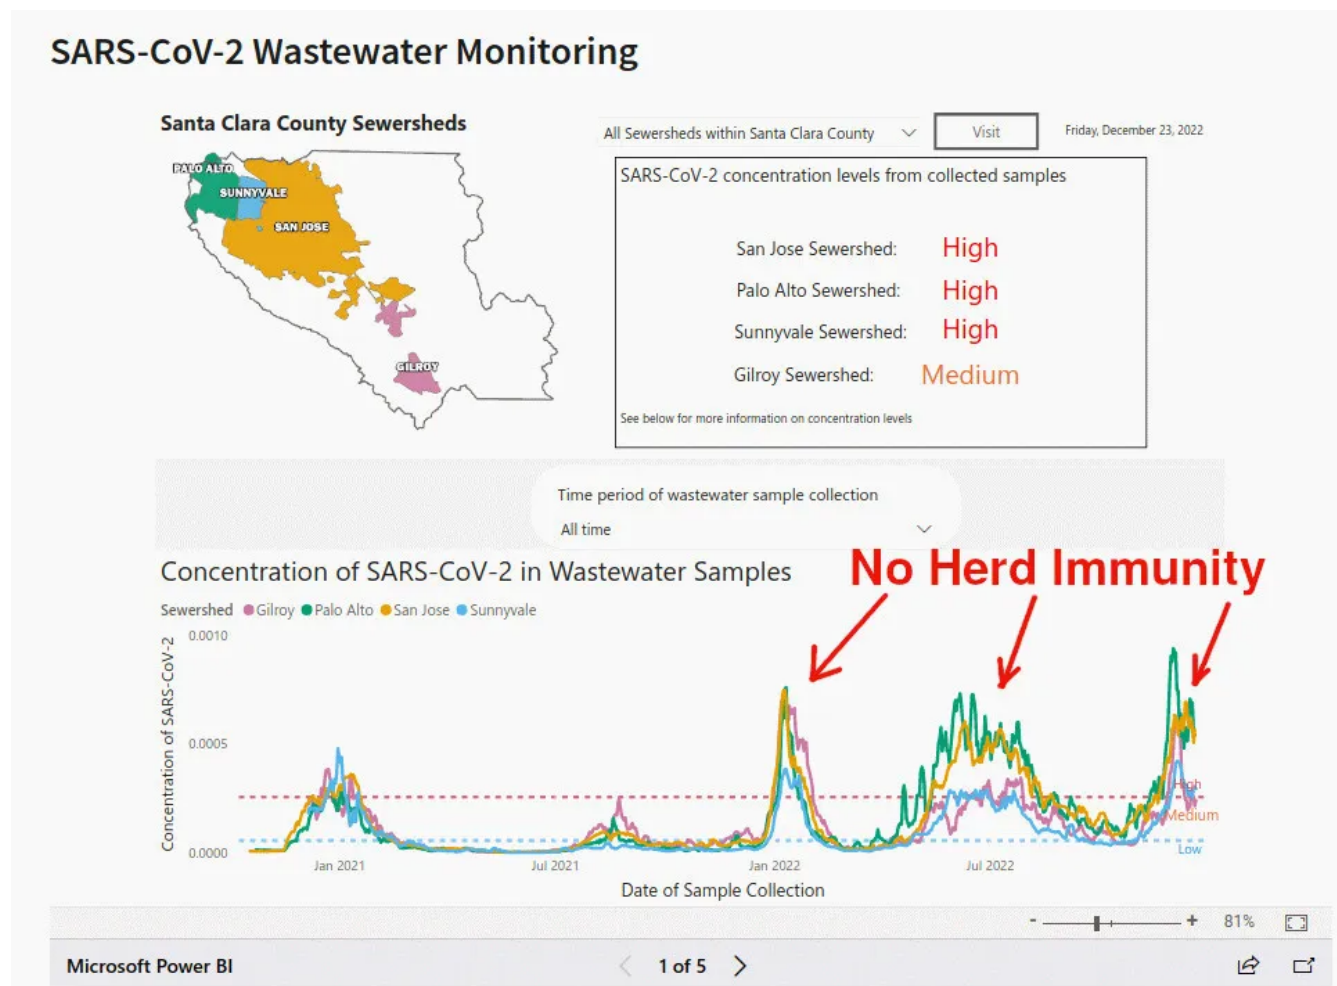 SARS-CoV-2 Wastewater Monitoring
Santa Clara County Sewersheds
PALO ALTO
SUNNYVALE
SAN JOSE
GILROY
All Sewersheds within Santa Clara County
Visit
Friday, December 23, 2022
SARS-CoV-2 concentration levels from collected samples
San Jose Sewershed: High
Palo Alto Sewershed: High
Sunnyvale Sewershed: High
Gilroy Sewershed: Medium
See below for more information on concentration levels
Time period of wastewater sample collection
All time
No Herd Immunity
Concentration of SARS-CoV-2 in Wastewater Samples
Sewershed Gilroy Palo Alto San Jose Sunnyvale
Concentration of SARS-CoV-2
0.0010
0.0005
0.0000
High
Medium
Low
Jan 2021 Jul 2021 Jan 2022 Jul 2022
Date of Sample Collection
- + 81%
Microsoft Power BI
1 of 5